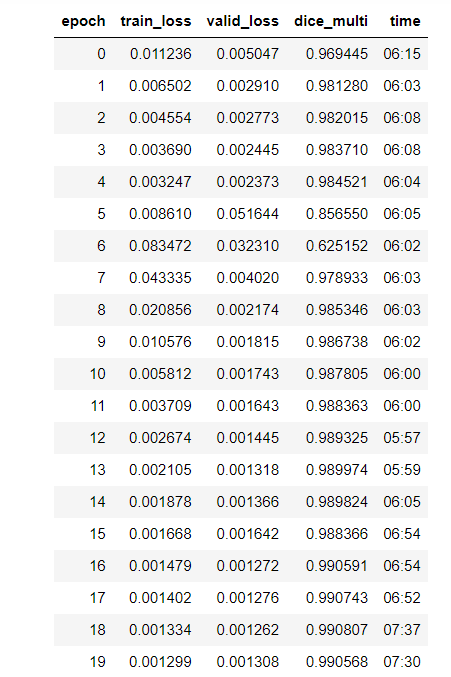 epoch train_loss valid_loss dice_multi time
0 0.011236 0.005047 0.969445 06:15
1 0.006502 0.002910 0.981280 06:03
2 0.004554 0.002773 0.982015 06:08
3 0.003690 0.002445 0.983710 06:08
4 0.003247 0.002373 0.984521 06:04
5 0.008610 0.051644 0.856550 06:05
6 0.083472 0.032310 0.625152 06:02
7 0.043335 0.004020 0.978933 06:03
8 0.020856 0.002174 0.985346 06:03
9 0.010576 0.001815 0.986738 06:02
10 0.005812 0.001743 0.987805 06:00
11 0.003709 0.001643 0.988363 06:00
12 0.002674 0.001445 0.989325 05:57
13 0.002105 0.001318 0.989974 05:59
14 0.001878 0.001366 0.989824 06:05
15 0.001668 0.001642 0.988366 06:54
16 0.001479 0.001272 0.990591 06:54
17 0.001402 0.001276 0.990743 06:52
18 0.001334 0.001262 0.990807 07:37
19 0.001299 0.001308 0.990568 07:30